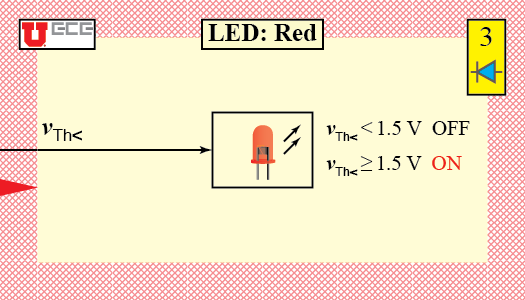 U ECE
LED: Red
3
vTh<
vTh< < 1.5 V OFF
vTh< ≥ 1.5 V ON